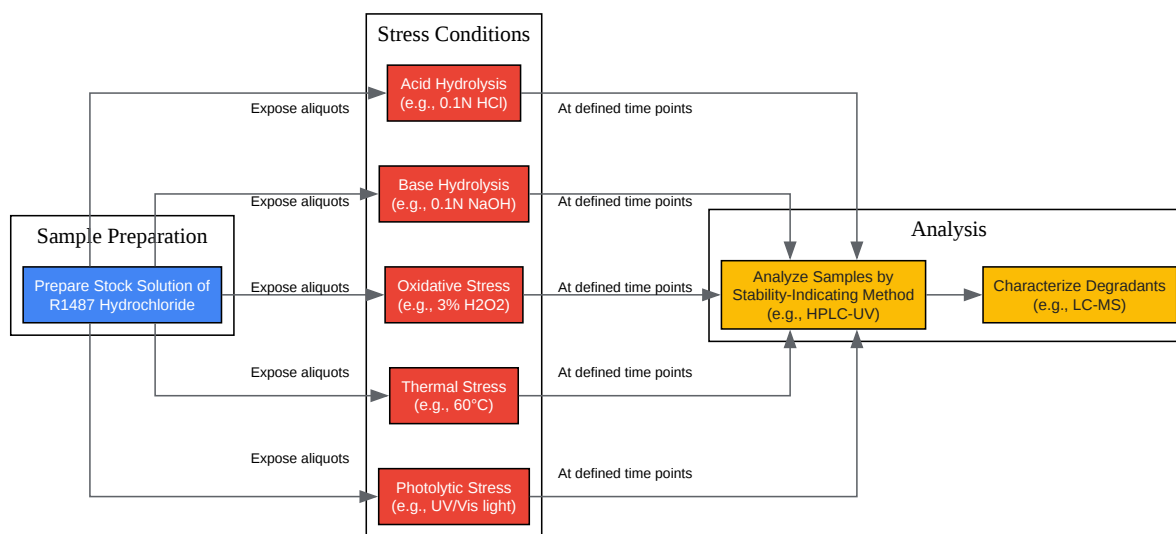 Stress Conditions
Acid Hydrolysis
(e.g., 0.1N HCl)
Expose aliquots
At defined time points
Base Hydrolysis
(e.g., 0.1N NaOH)
Expose aliquots
At defined time points
Sample Preparation
Analysis
Prepare Stock Solution of
R1487 Hydrochloride
Expose aliquots
Oxidative Stress
(e.g., 3% H2O2)
At defined time points
Analyze Samples by
Stability-Indicating Method
(e.g., HPLC-UV)
Characterize Degradants
(e.g., LC-MS)
Expose aliquots
Thermal Stress
(e.g., 60°C)
At defined time points
Expose aliquots
Photolytic Stress
(e.g., UV/Vis light)
At defined time points